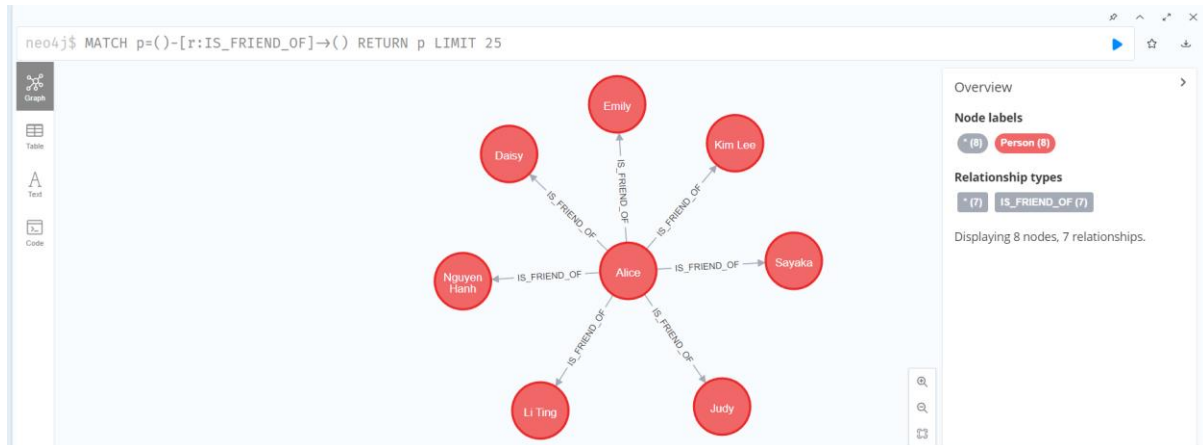 neo4j$ MATCH p=()-[r:IS_FRIEND_OF]→() RETURN p LIMIT 25
Graph
Table
Text
Code
Emily
Daisy
Kim Lee
Nguyen
Hanh
Alice
Sayaka
Li Ting
Judy
IS_FRIEND_OF
IS_FRIEND_OF
IS_FRIEND_OF
IS_FRIEND_OF
IS_FRIEND_OF
IS_FRIEND_OF
IS_FRIEND_OF
Overview
Node labels
* (8) Person (8)
Relationship types
* (7) IS_FRIEND_OF (7)
Displaying 8 nodes, 7 relationships.